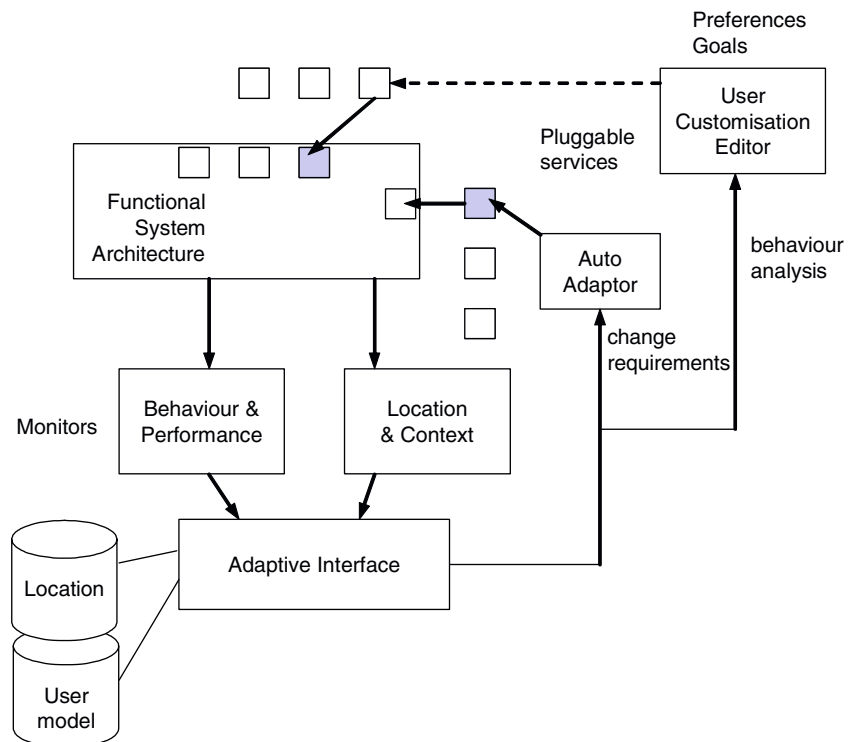 Preferences
Goals
User
Customisation
Editor
Pluggable
services
Functional
System
Architecture
Auto
Adaptor
behaviour
analysis
change
requirements
Monitors
Behaviour &
Performance
Location
& Context
Adaptive Interface
Location
User
model